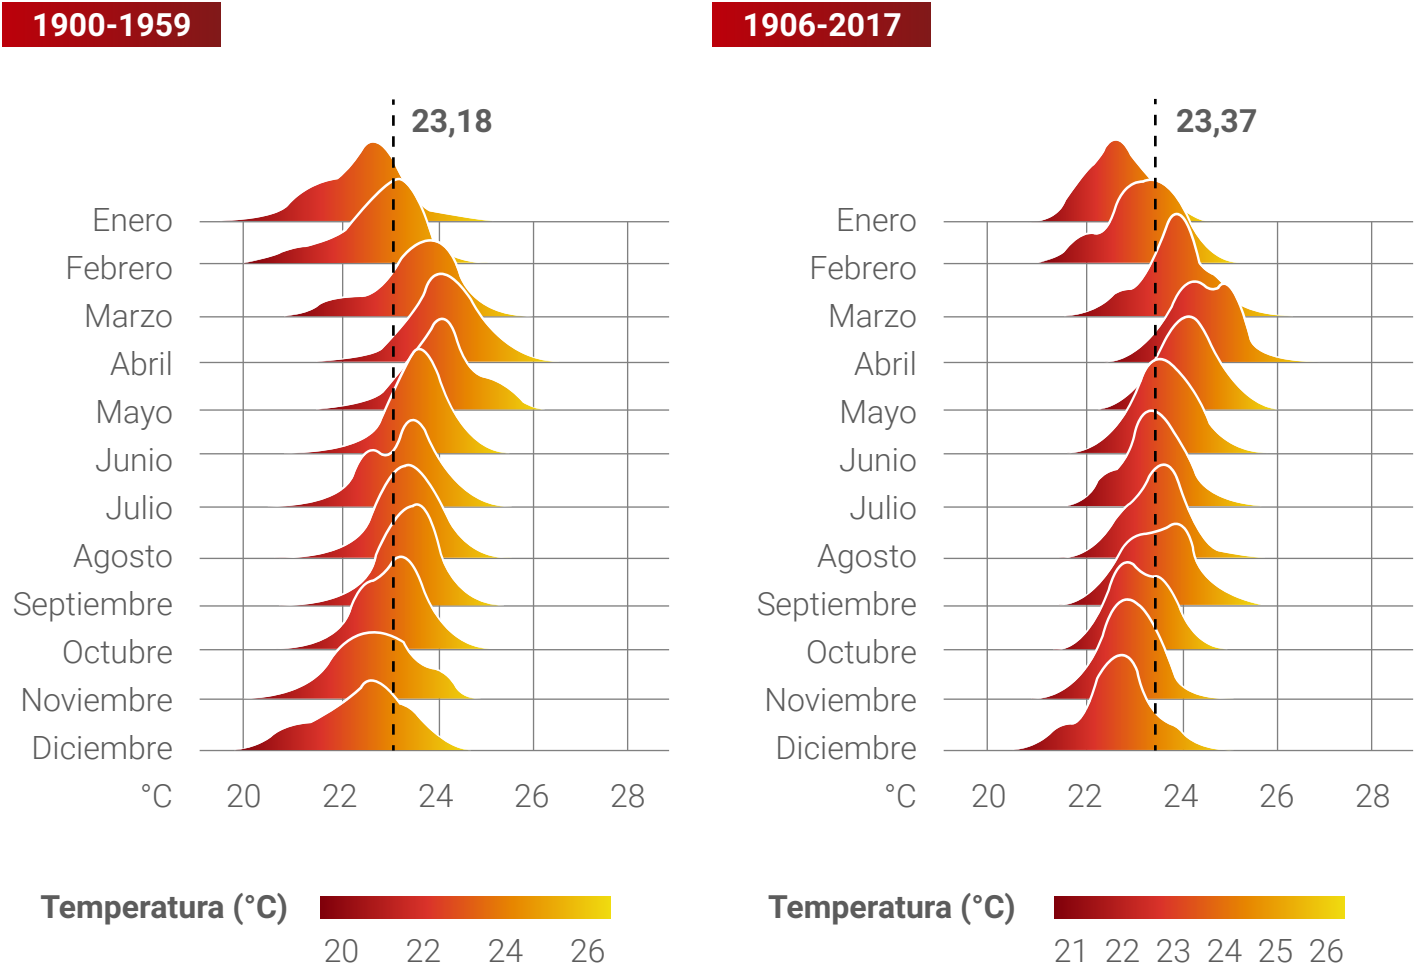 1900-1959
23,18
Enero
Febrero
Marzo
Abril
Mayo
Junio
Julio
Agosto
Septiembre
Octubre
Noviembre
Diciembre
°C 20 22 24 26 28
Temperatura (°C)
20 22 24 26
1906-2017
23,37
Enero
Febrero
Marzo
Abril
Mayo
Junio
Julio
Agosto
Septiembre
Octubre
Noviembre
Diciembre
°C 20 22 24 26 28
Temperatura (°C)
21 22 23 24 25 26